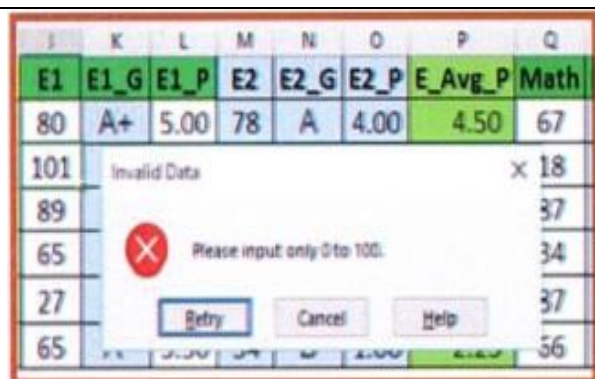 K L M N O P Q
E1 E1_G E1_P E2 E2_G E2_P E_Avg_P Math
80 A+ 5.00 78 A 4.00 4.50 67
101 Invalid Data × 18
89 37
Please input only 0 to 100.
65 34
27 37
Retry Cancel Help
65 56